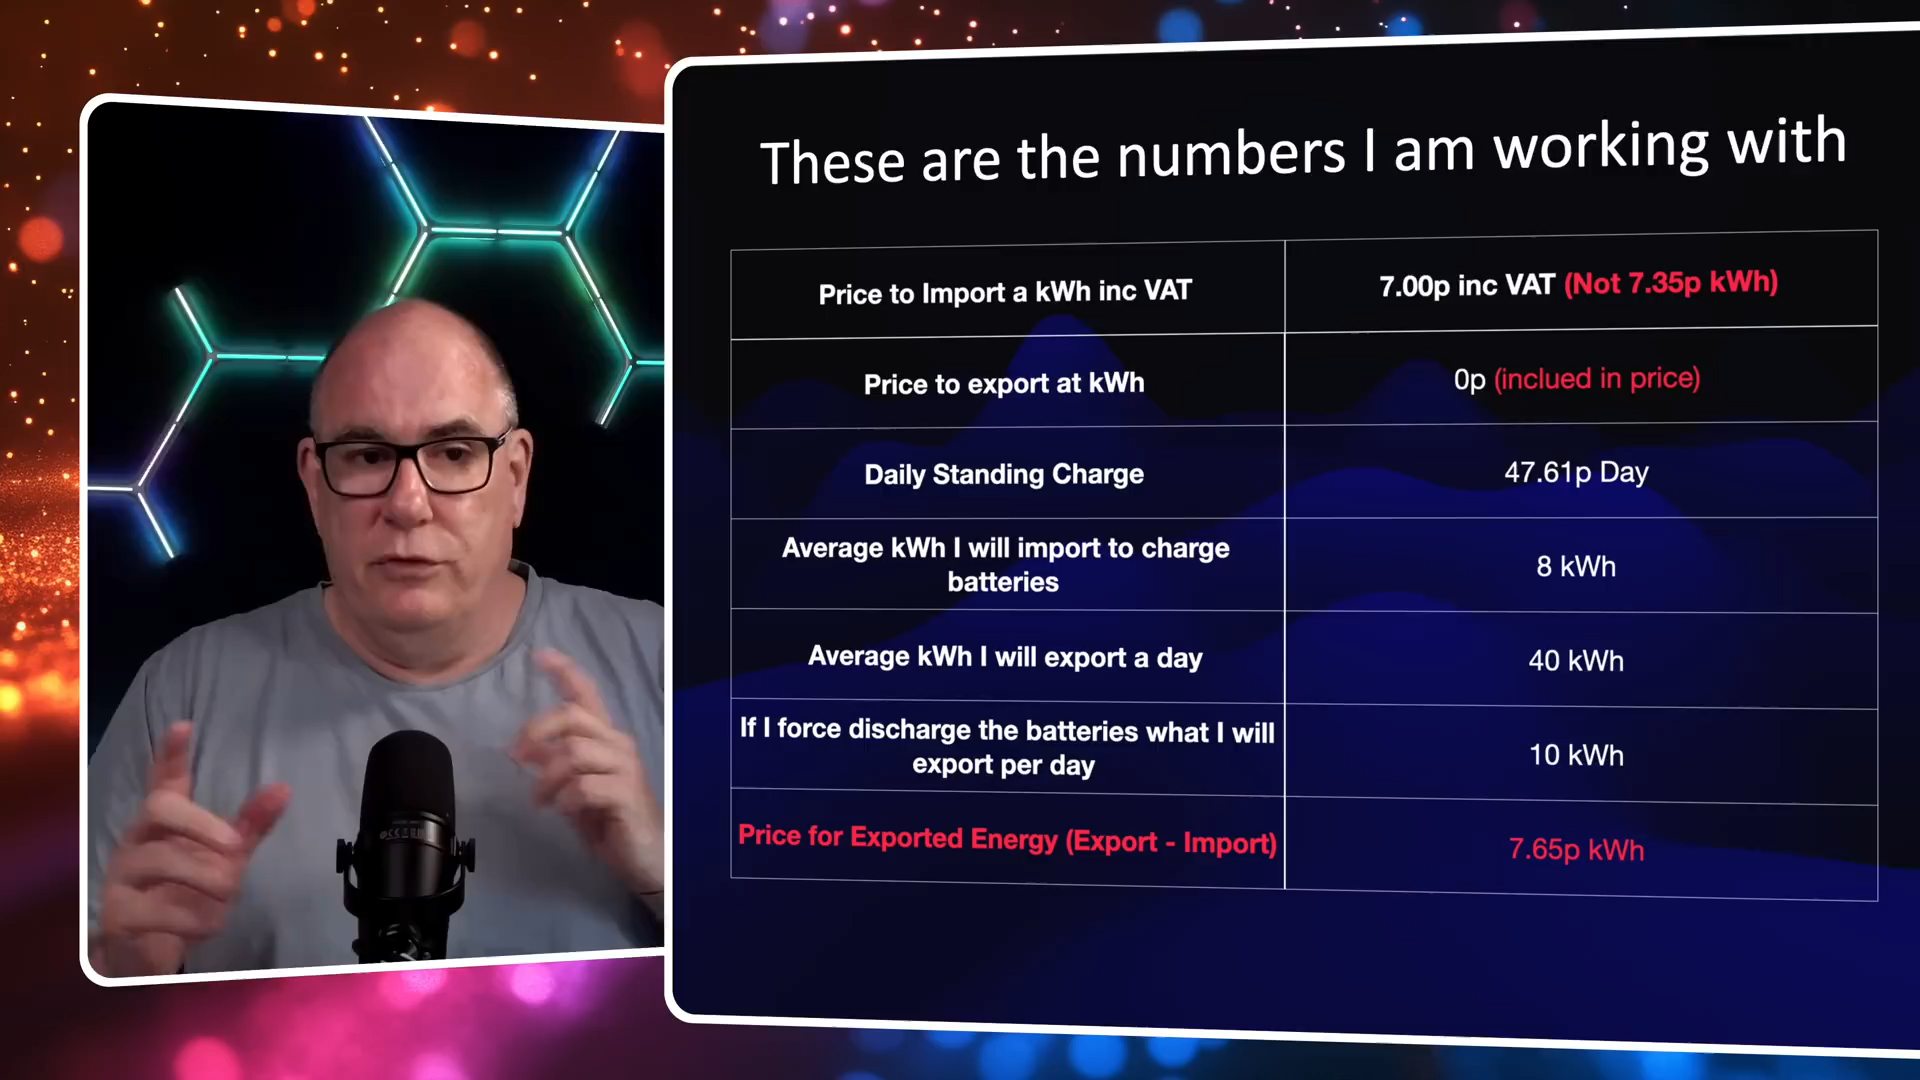 These are the numbers I am working with
Price to Import a kWh inc VAT
7.00p inc VAT (Not 7.35p kWh)
Price to export at kWh
0p (inclued in price)
Daily Standing Charge
47.61p Day
Average kWh I will import to charge
batteries
8 kWh
Average kWh I will export a day
40 kWh
If I force discharge the batteries what I will
export per day
10 kWh
Price for Exported Energy (Export - Import)
7.65p kWh